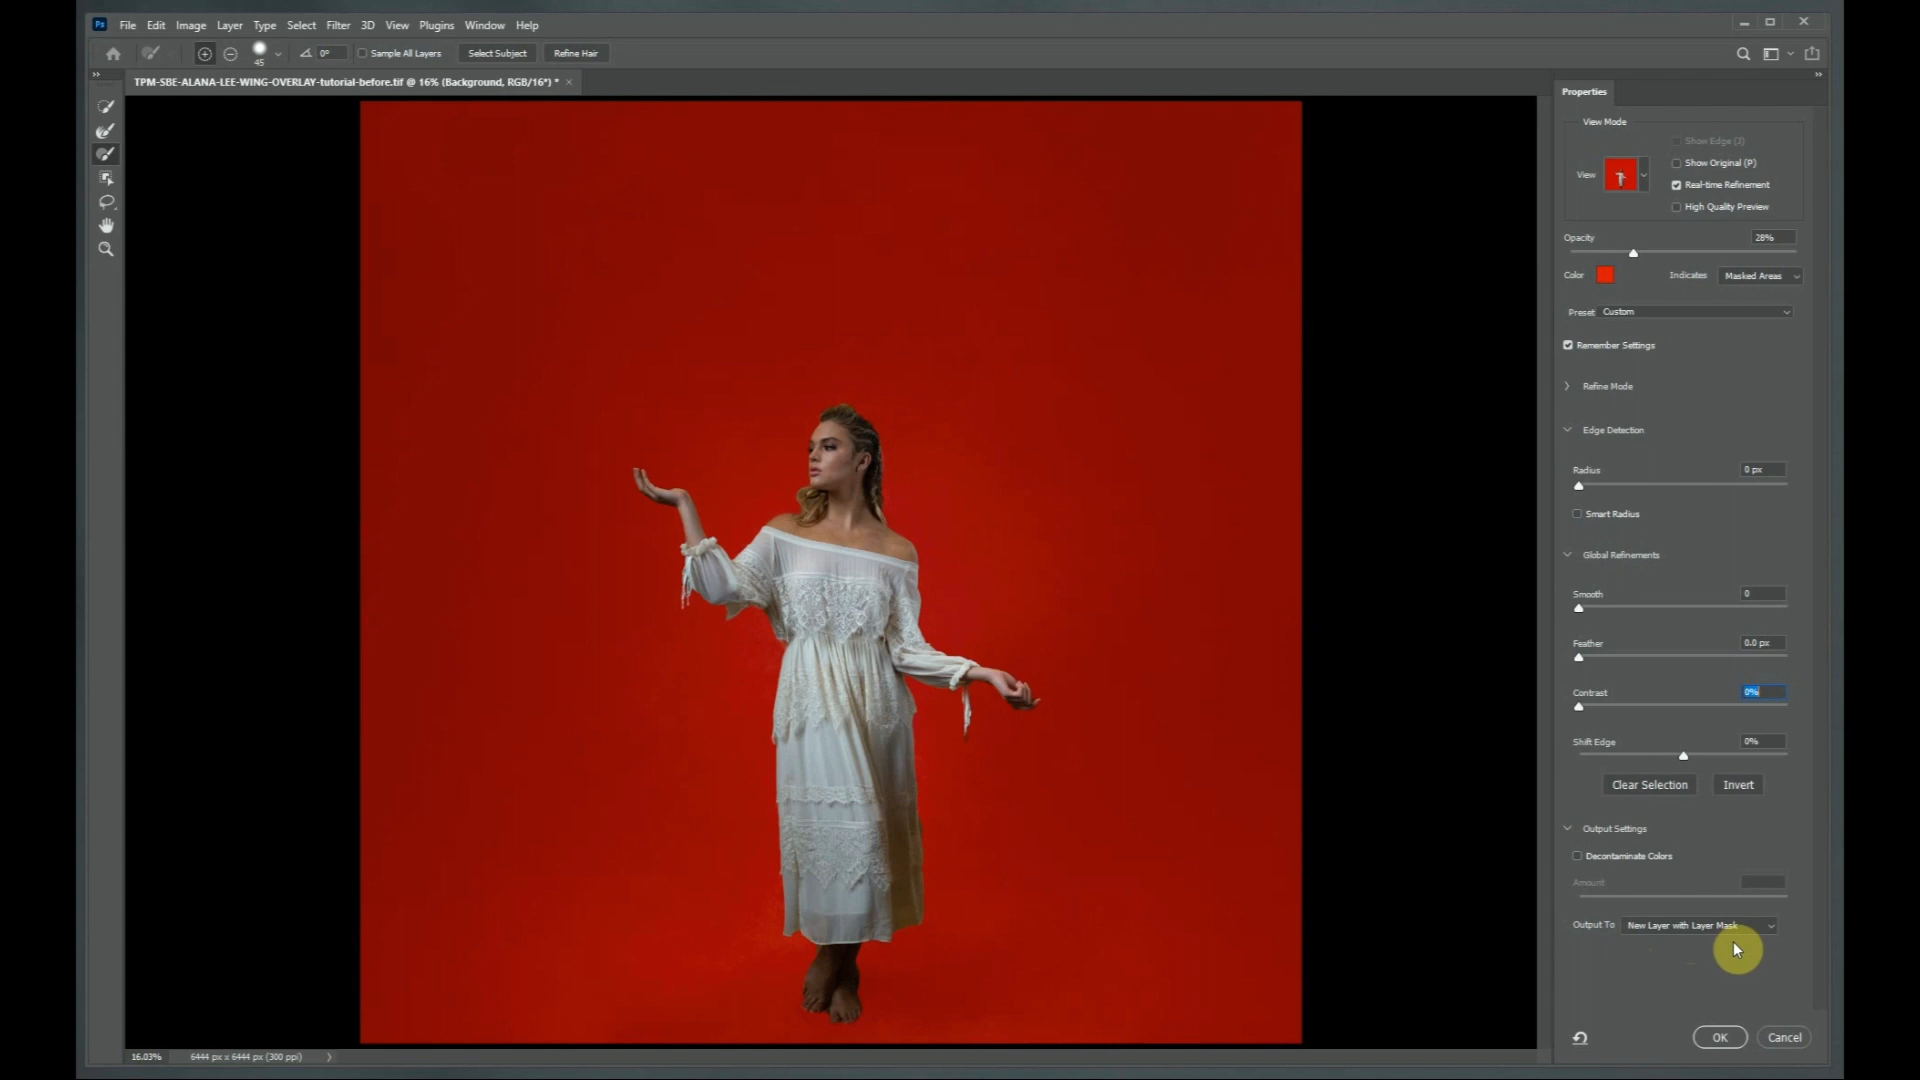 Ps File Edit Image Layer Type Select Filter 3D View Plugins Window Help
45 0° Sample All Layers Select Subject Refine Hair
TPM-SBE-ALANA-LEE-WING-OVERLAY-tutorial-before.tif @ 16% (Background, RGB/16*) *
Properties
View Mode
Show Edge (J)
Show Original (P)
View
Real-time Refinement
High Quality Preview
Opacity 28%
Color Indicates Masked Areas
Preset Custom
Remember Settings
Refine Mode
Edge Detection
Radius 0 px
Smart Radius
Global Refinements
Smooth 0
Feather 0.0 px
Contrast 0%
Shift Edge 0%
Clear Selection Invert
Output Settings
Decontaminate Colors
Amount
Output To New Layer with Layer Mask
OK Cancel
16.03% 6444 px x 6444 px (300 ppi)